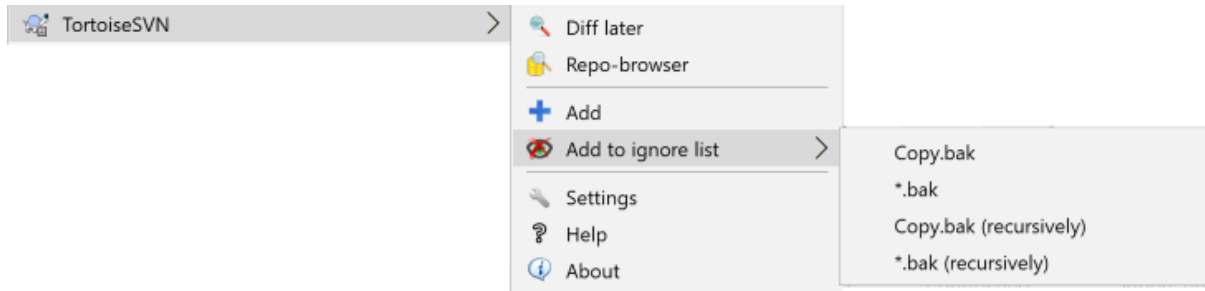 TortoiseSVN
Diff later
Repo-browser
Add
Add to ignore list
Settings
Help
About
Copy.bak
*.bak
Copy.bak (recursively)
*.bak (recursively)